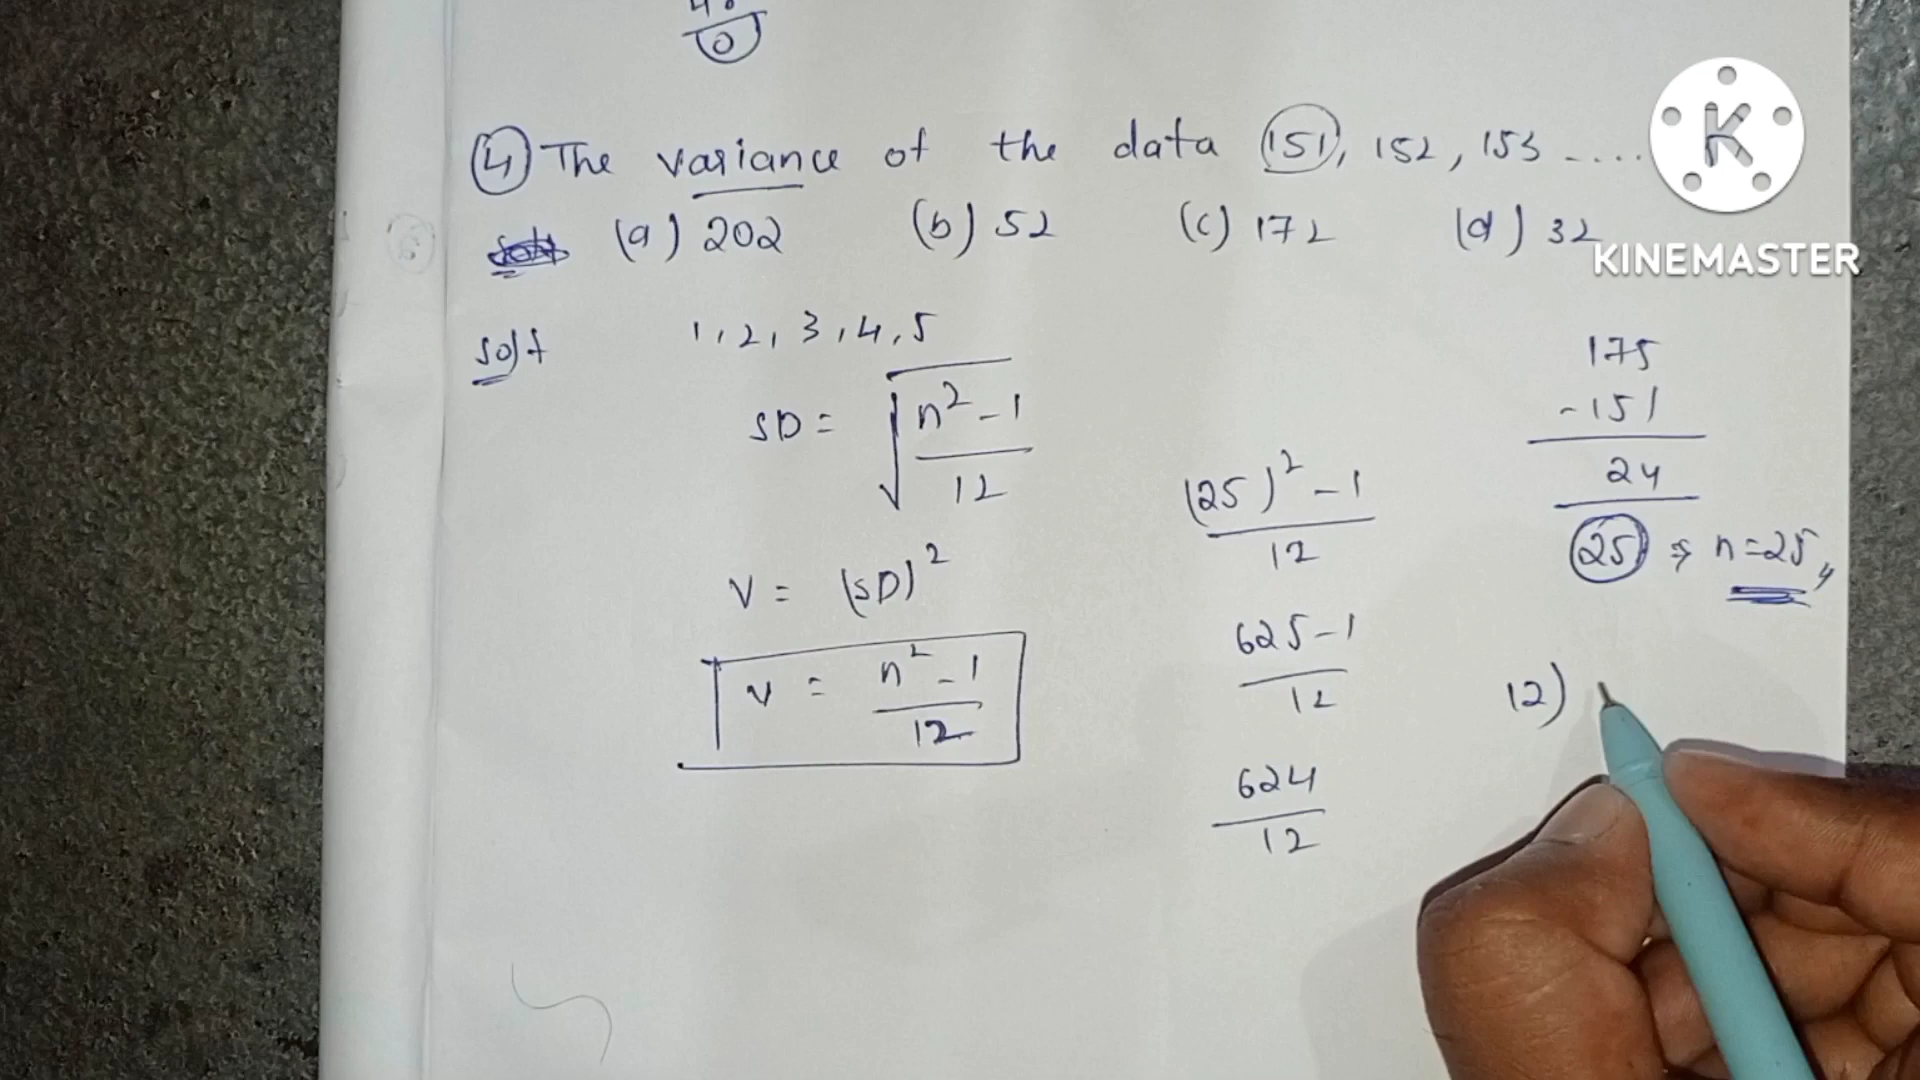 0
④ The variance of the data 151, 152, 153 .....
(a) 202 (b) 52 (c) 172 (d) 32
KINEMASTER
Sol+
1, 2, 3, 4, 5
SD = √ n² - 1
12
V = (SD)²
V = n² - 1
12
(25)² - 1
12
625 - 1
12
624
12
175
- 151
24
25 ⇒ n = 25
12)